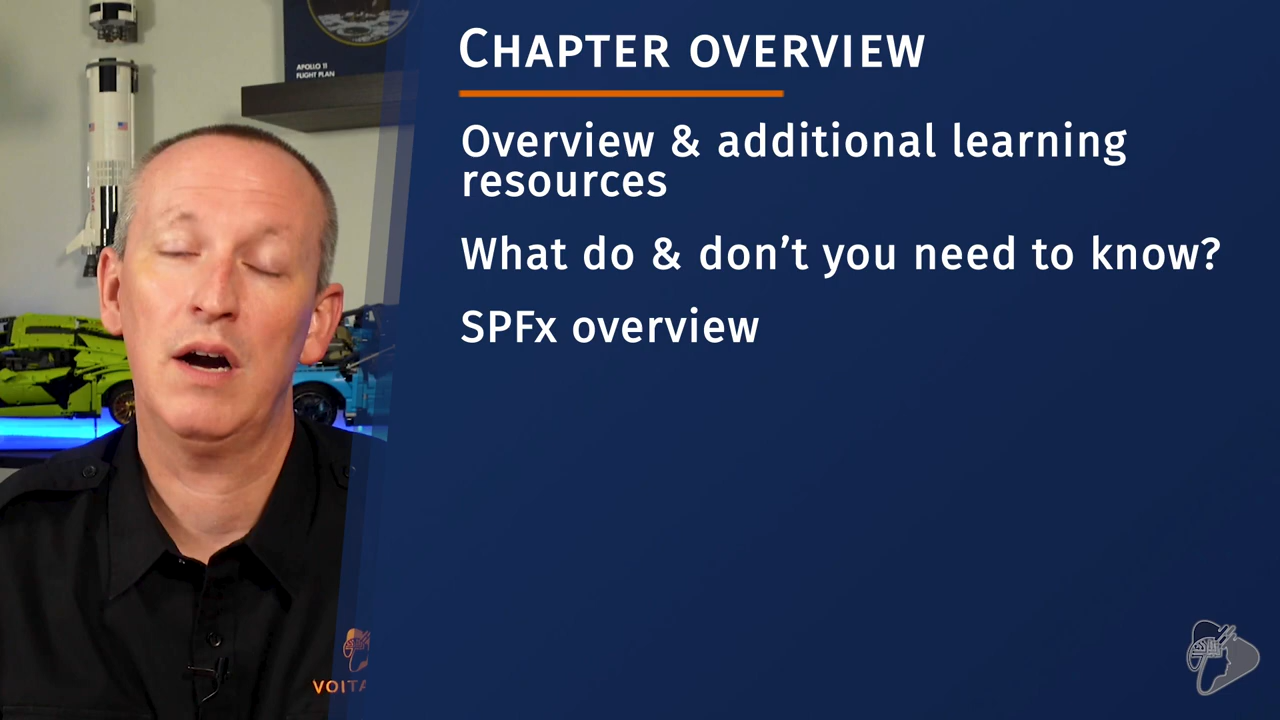 APOLLO 11
FLIGHT PLAN
Chapter overview
Overview & additional learning
resources
What do & don’t you need to know?
SPFx overview